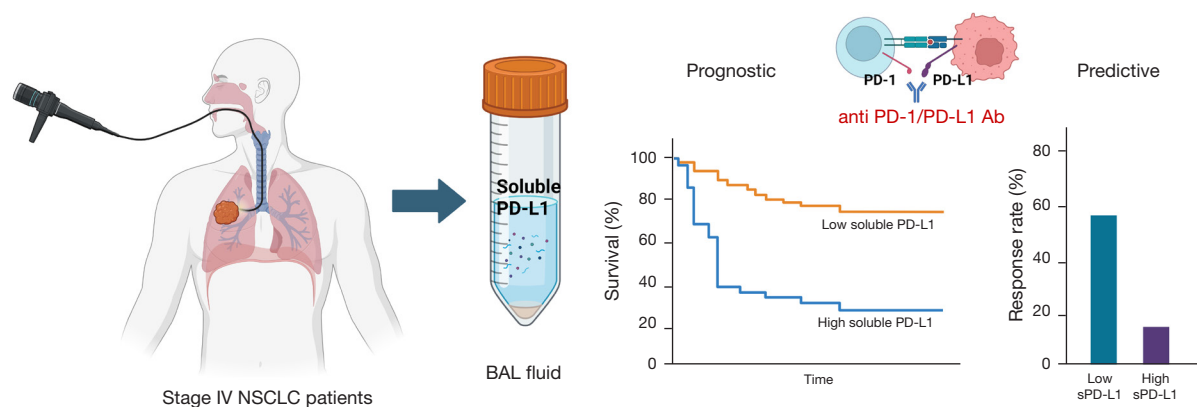 Soluble
PD-L1
BAL fluid
Stage IV NSCLC patients
Prognostic
PD-1
PD-L1
anti PD-1/PD-L1 Ab
Predictive
Survival (%)
100
80
60
40
20
0
Low soluble PD-L1
High soluble PD-L1
Time
Response rate (%)
80
60
40
20
0
Low
sPD-L1
High
sPD-L1